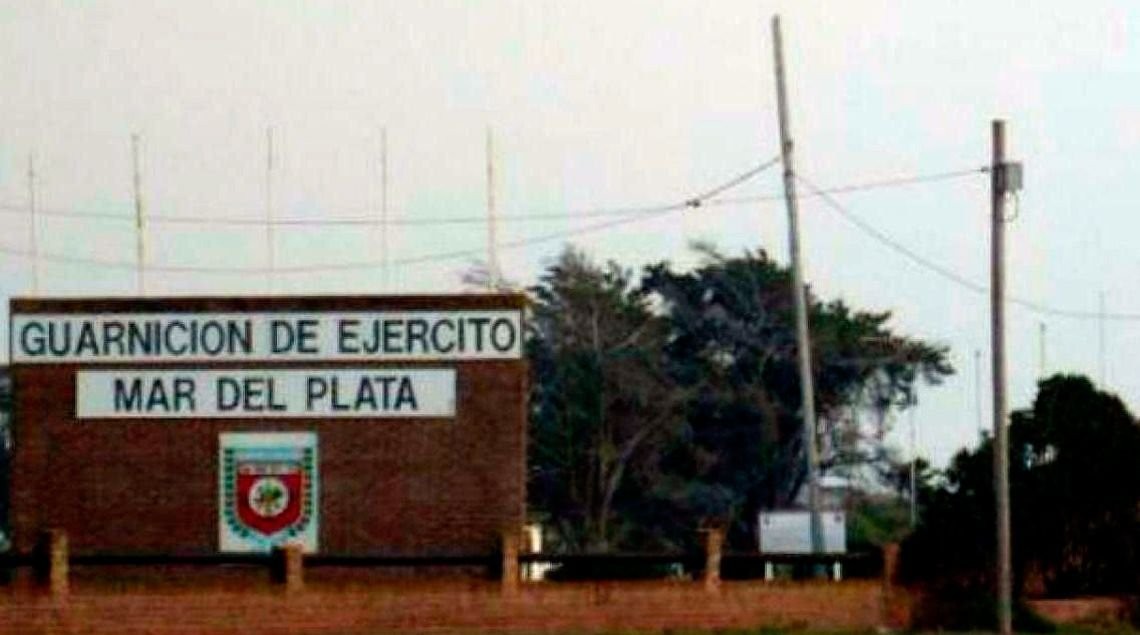 GUARNICION DE EJERCITO
MAR DEL PLATA